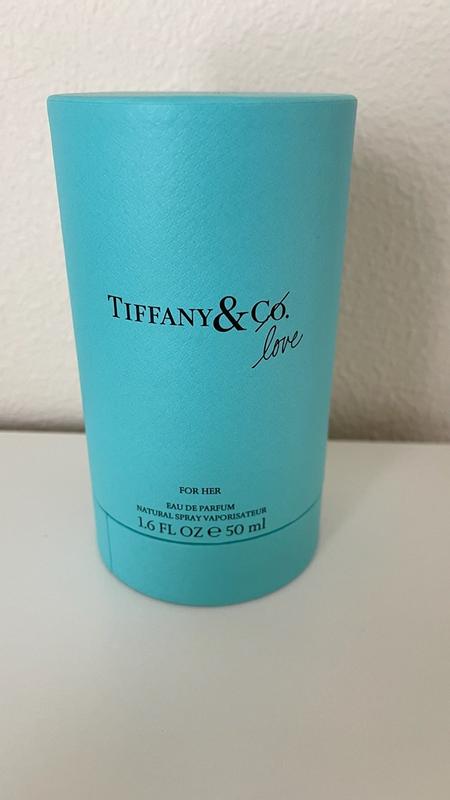 TIFFANY & CO.
love
FOR HER
EAU DE PARFUM
NATURAL SPRAY VAPORISATEUR
1.6 FL OZ ℮ 50 ml